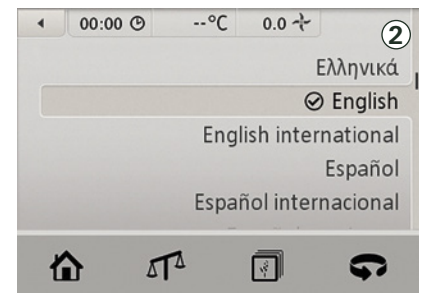 00:00 --°C 0.0
2
Ελληνικά
English
English international
Español
Español internacional